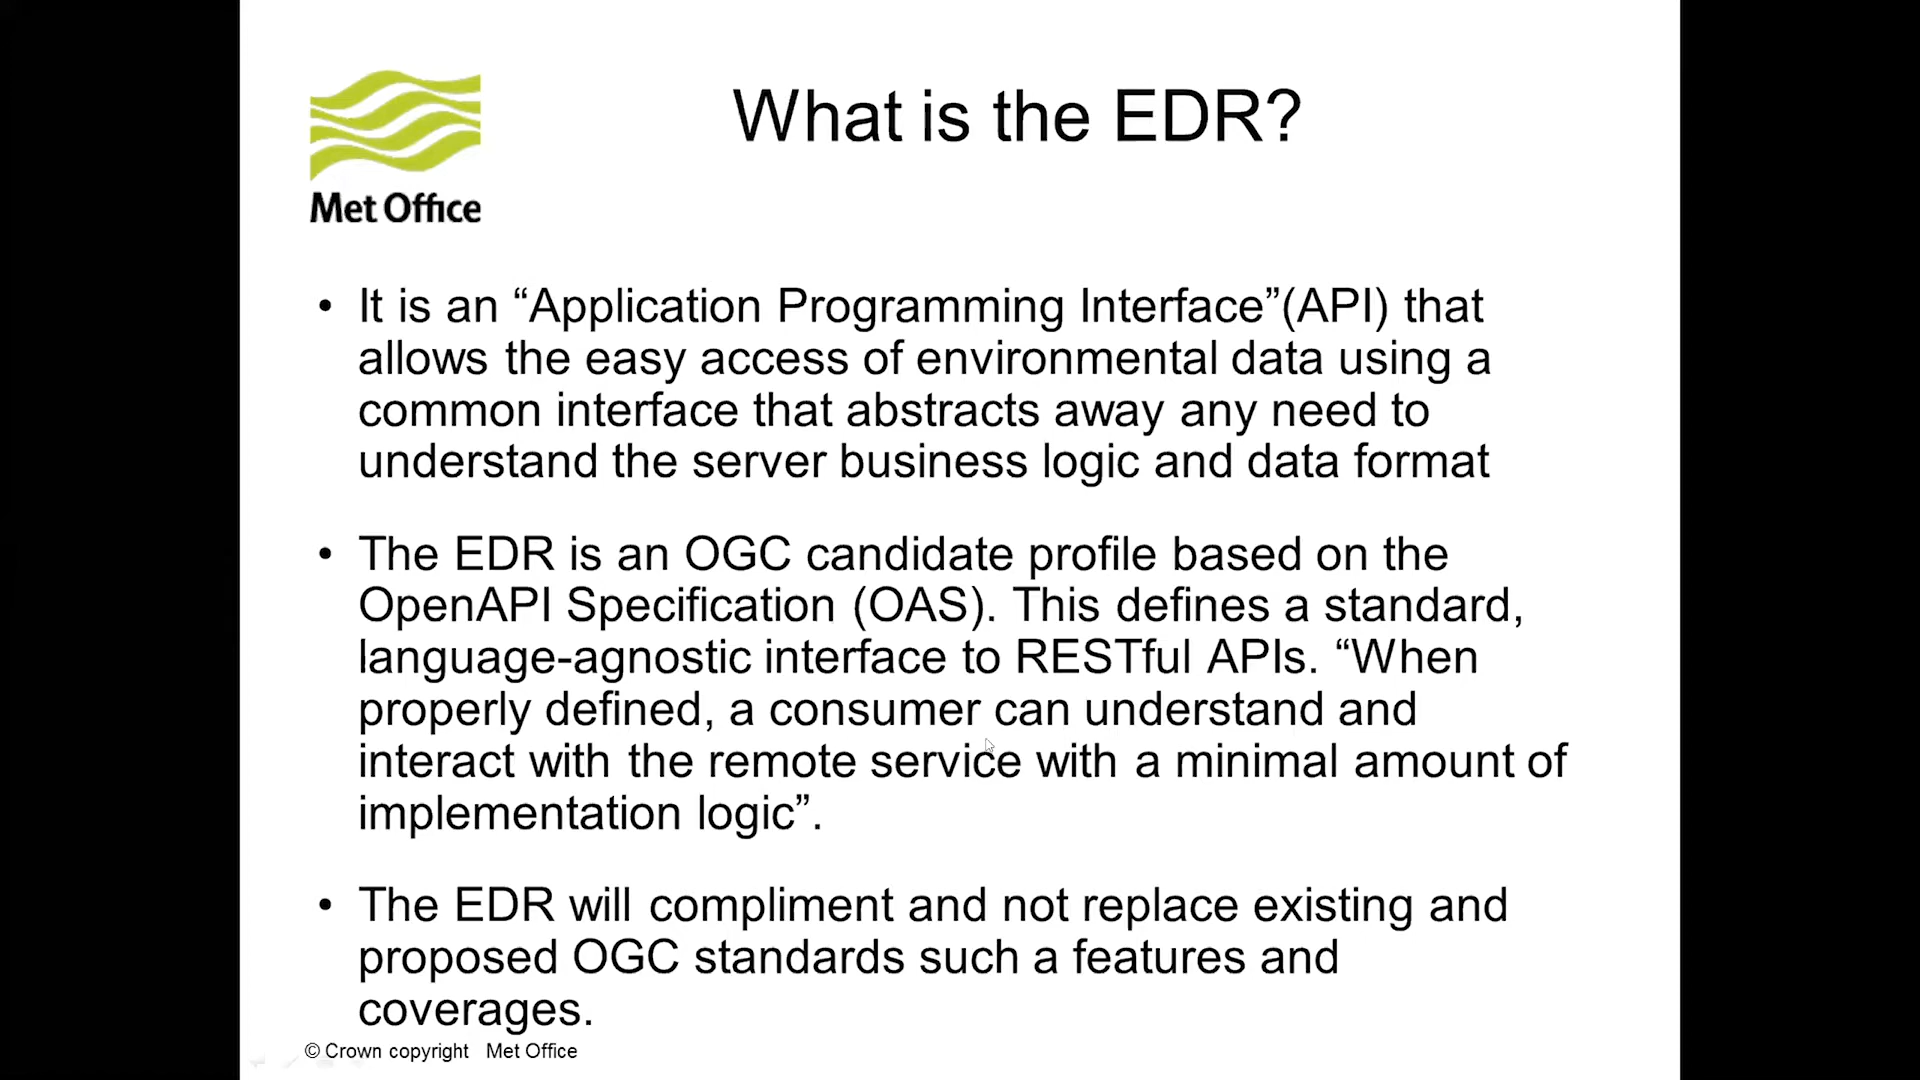 What is the EDR?
Met Office
• It is an “Application Programming Interface”(API) that
allows the easy access of environmental data using a
common interface that abstracts away any need to
understand the server business logic and data format
• The EDR is an OGC candidate profile based on the
OpenAPI Specification (OAS). This defines a standard,
language-agnostic interface to RESTful APIs. “When
properly defined, a consumer can understand and
interact with the remote service with a minimal amount of
implementation logic”.
• The EDR will compliment and not replace existing and
proposed OGC standards such a features and
coverages.
© Crown copyright Met Office